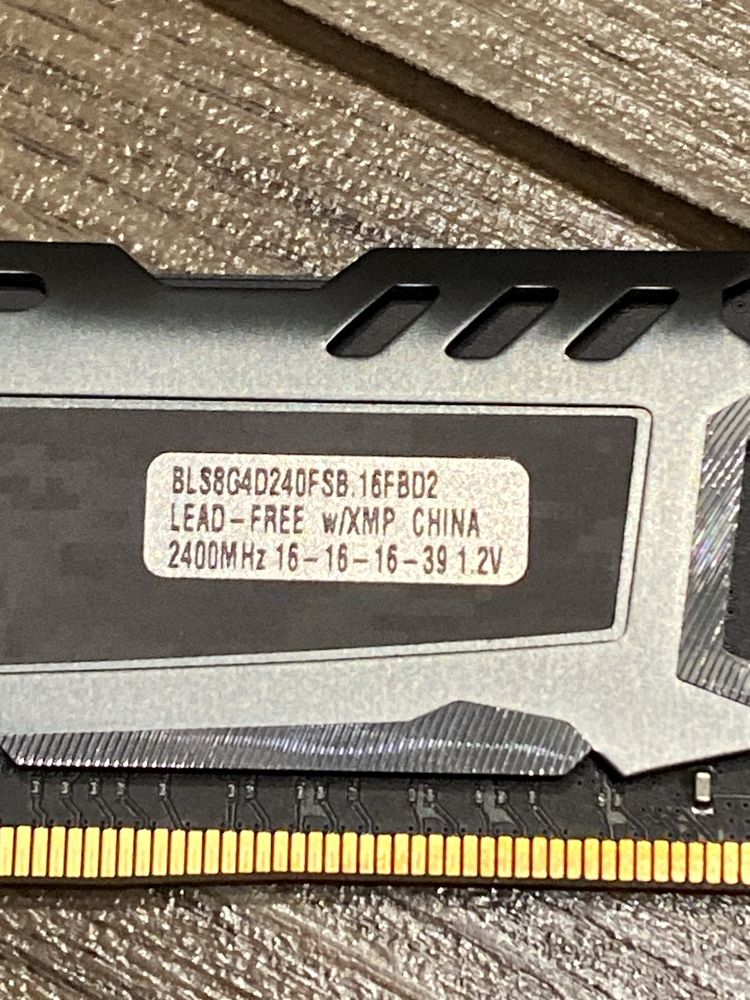 BLS8G4D240FSB.16FBD2
LEAD-FREE w/XMP CHINA
2400MHz 16-16-16-39 1.2V